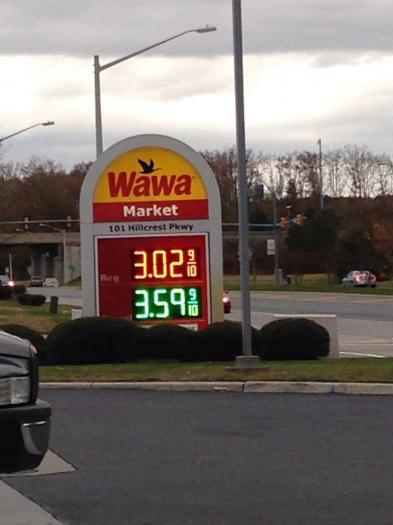 Wawa
Market
101 Hillcrest Pkwy
Reg 3.02 9/10
3.59 9/10